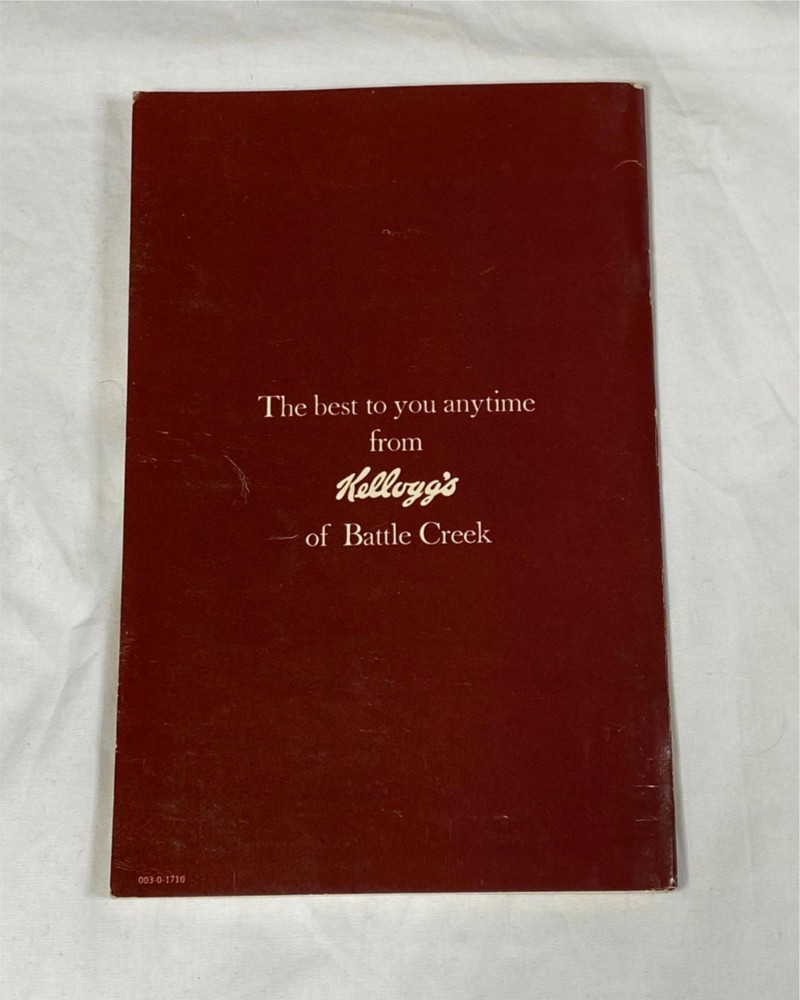 The best to you anytime
from
Kellogg's
of Battle Creek
003-0-1710